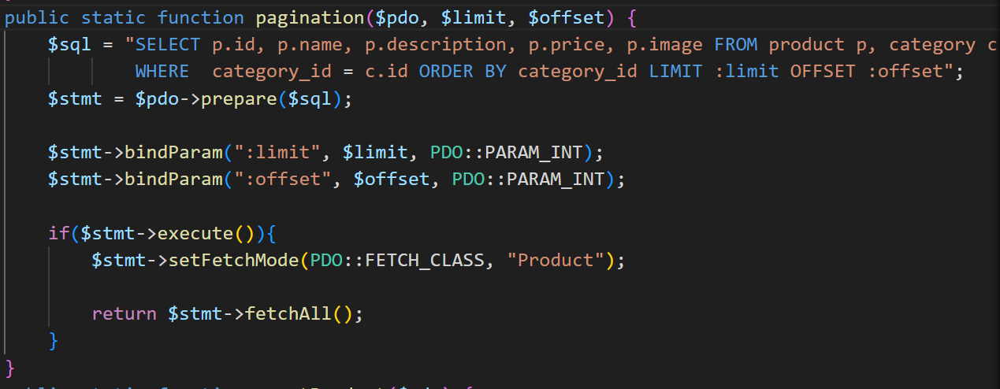 public static function pagination($pdo, $limit, $offset) {
    $sql = "SELECT p.id, p.name, p.description, p.price, p.image FROM product p, category c
            WHERE  category_id = c.id ORDER BY category_id LIMIT :limit OFFSET :offset";
    $stmt = $pdo->prepare($sql);

    $stmt->bindParam(":limit", $limit, PDO::PARAM_INT);
    $stmt->bindParam(":offset", $offset, PDO::PARAM_INT);

    if($stmt->execute()){
        $stmt->setFetchMode(PDO::FETCH_CLASS, "Product");

        return $stmt->fetchAll();
    }
}